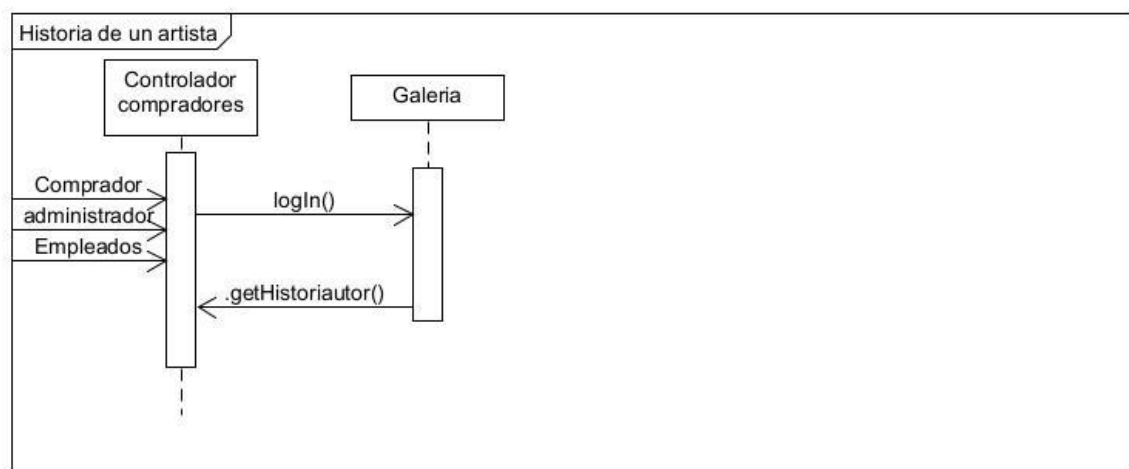 Historia de un artista
Controlador
compradores
Galeria
Comprador
logIn()
administrador
Empleados
.getHistoriautor()